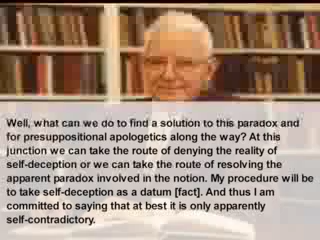 Well, what can we do to find a solution to this paradox and
for presuppositional apologetics along the way? At this
junction we can take the route of denying the reality of
self-deception or we can take the route of resolving the
apparent paradox involved in the notion. My procedure will be
to take self-deception as a datum [fact]. And thus I am
committed to saying that at best it is only apparently
self-contradictory.